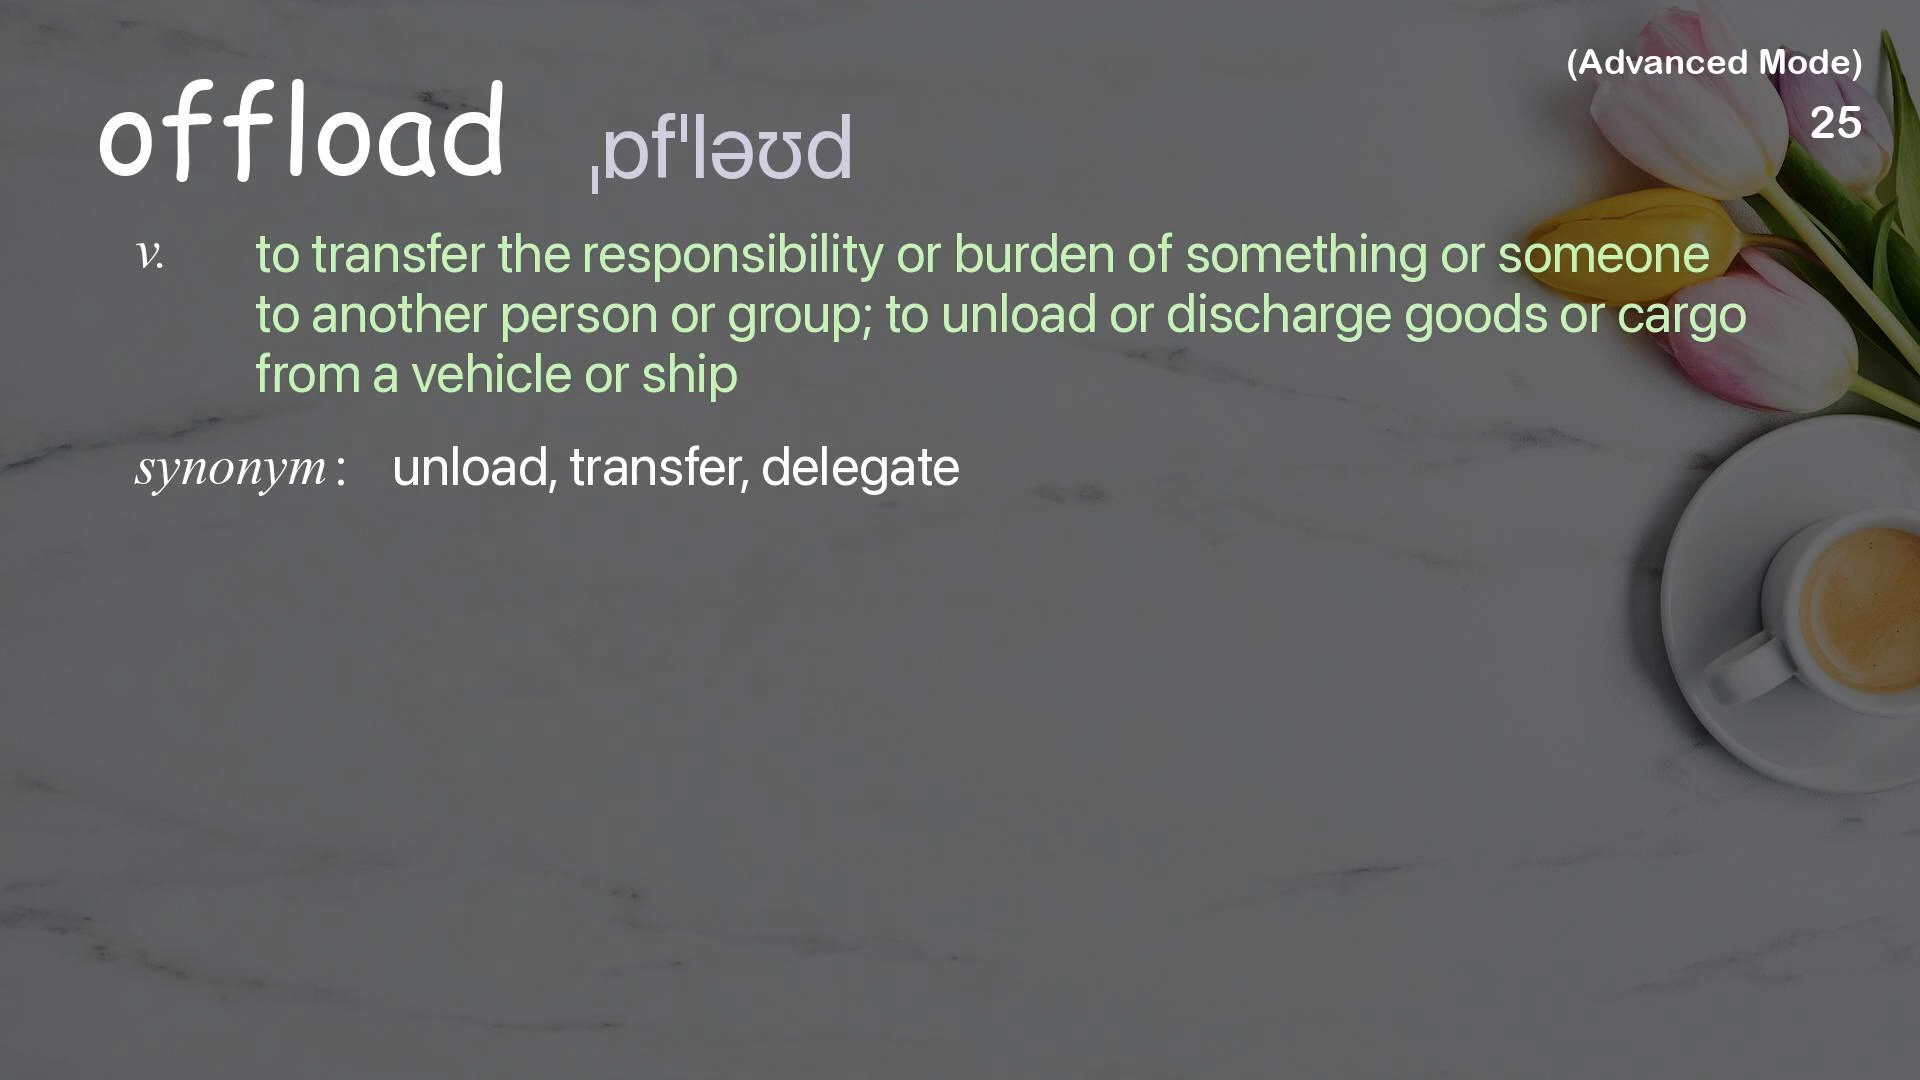 (Advanced Mode)
25
offload ˌɒfˈləʊd
v. to transfer the responsibility or burden of something or someone
to another person or group; to unload or discharge goods or cargo
from a vehicle or ship
synonym: unload, transfer, delegate